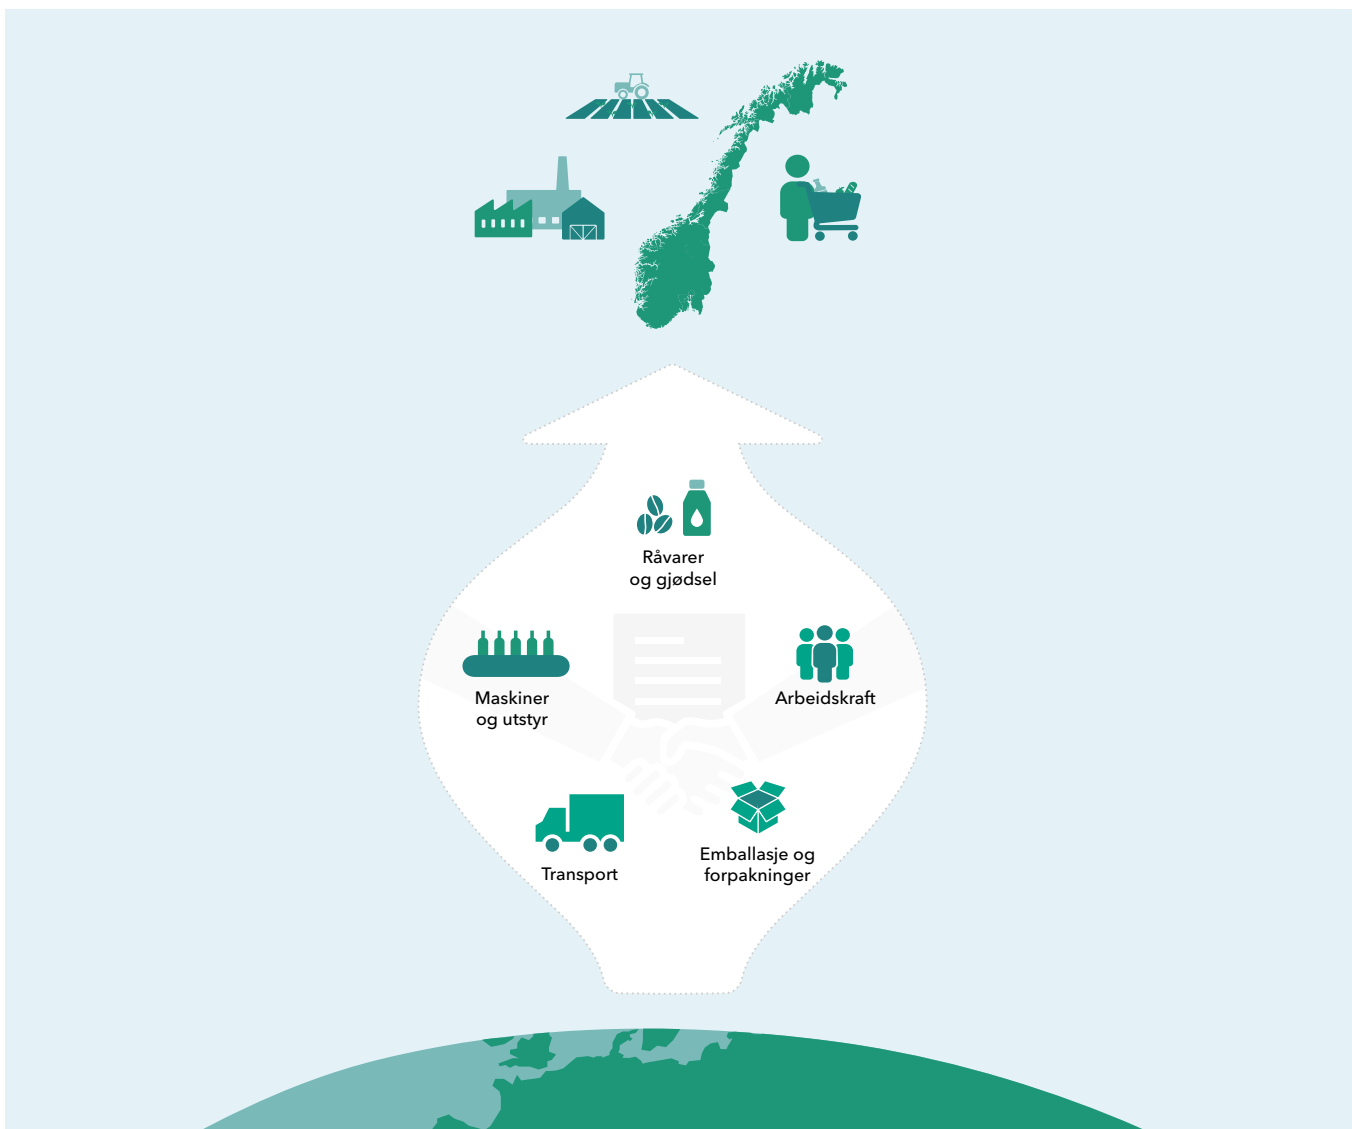 Råvarer
og gjødsel
Maskiner
og utstyr
Arbeidskraft
Transport
Emballasje og
forpakninger